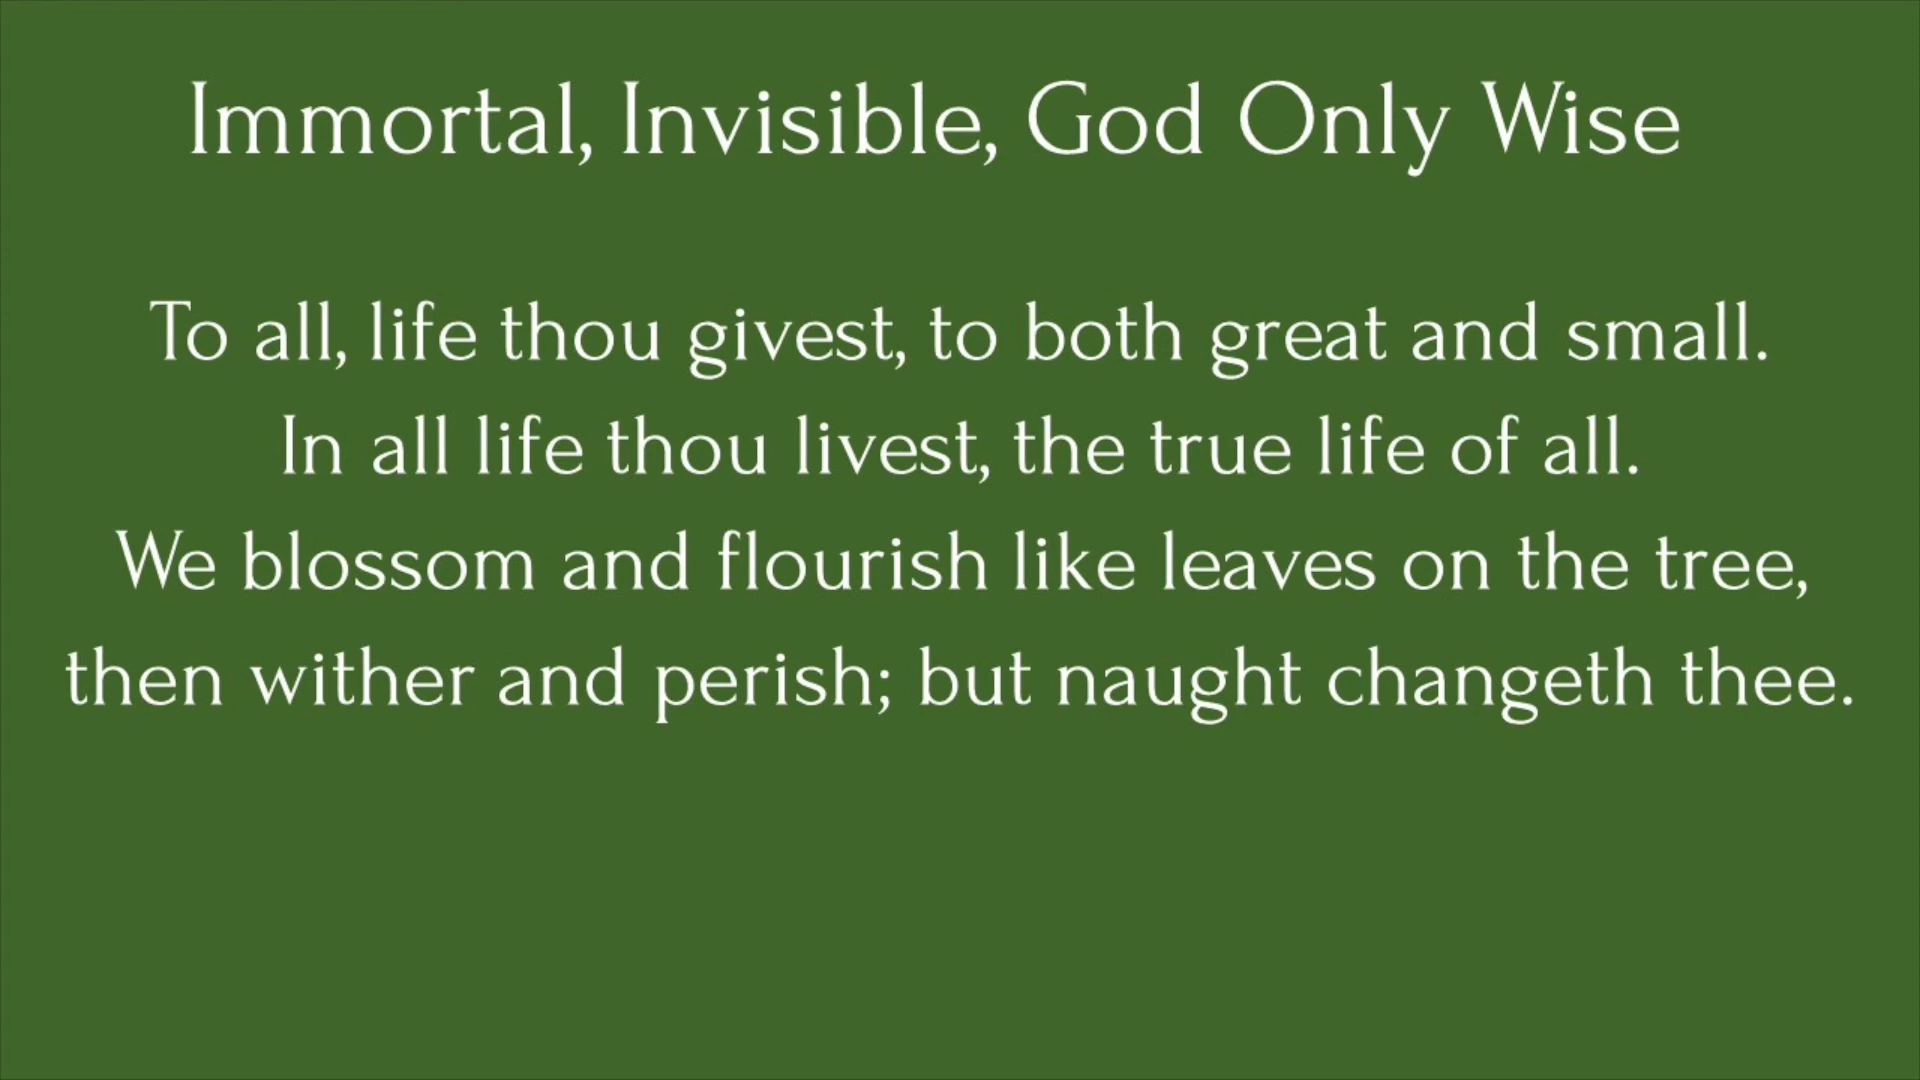 Immortal, Invisible, God Only Wise
To all, life thou givest, to both great and small.
In all life thou livest, the true life of all.
We blossom and flourish like leaves on the tree,
then wither and perish; but naught changeth thee.